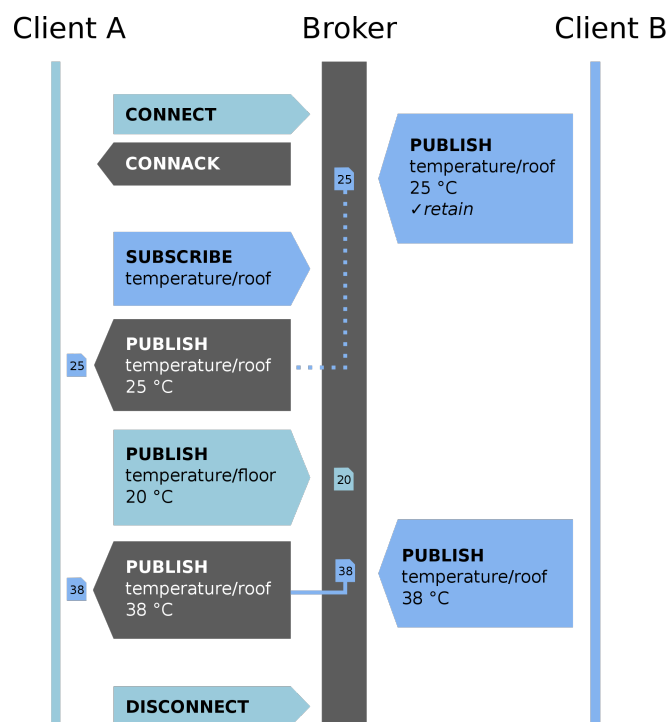 Client A
Broker
Client B
CONNECT
CONNACK
PUBLISH
temperature/roof
25 °C
✓retain
25
SUBSCRIBE
temperature/roof
PUBLISH
temperature/roof
25 °C
25
PUBLISH
temperature/floor
20 °C
20
PUBLISH
temperature/roof
38 °C
38
PUBLISH
temperature/roof
38 °C
38
DISCONNECT